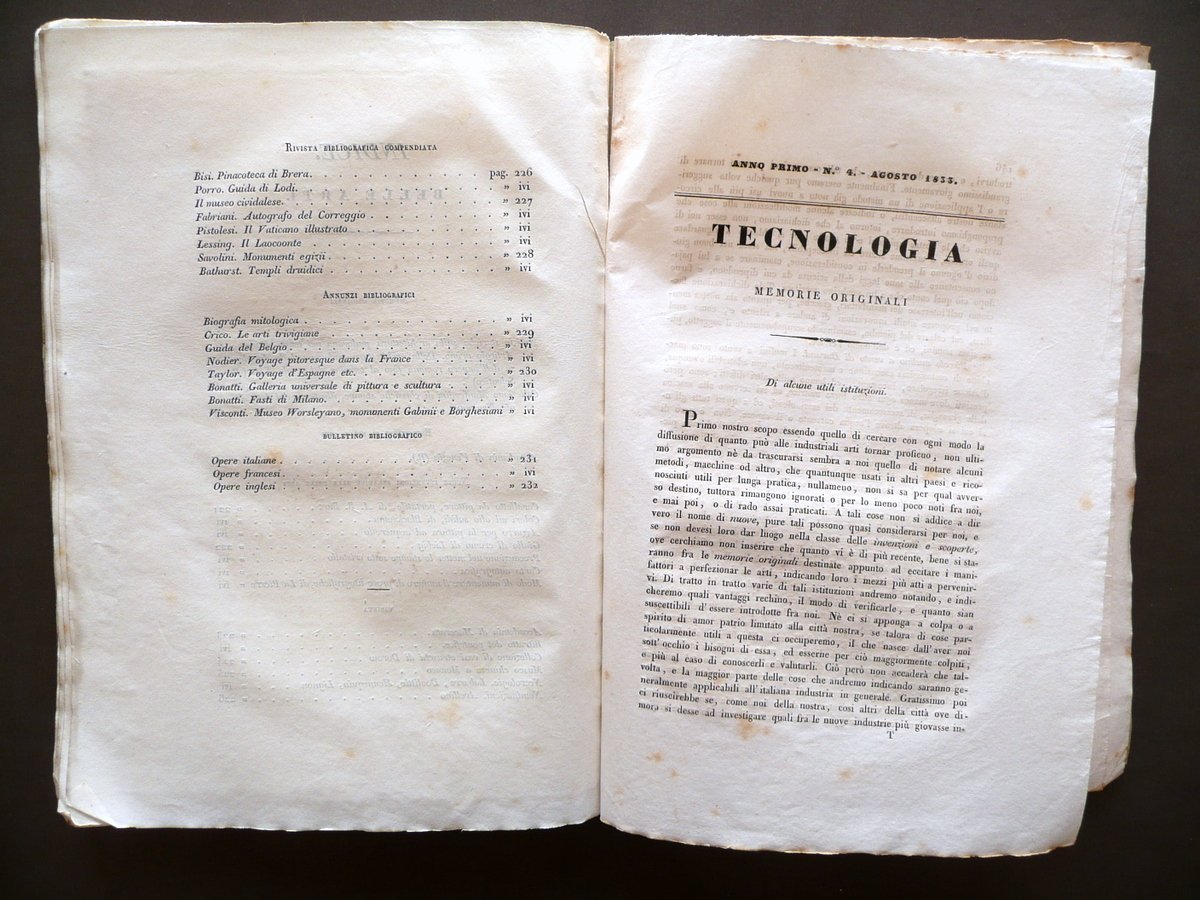 Rivista bibliografica compendiata
Bisi. Pinacoteca di Brera . . . . . . . . . . . . pag. 226
Porro. Guida di Lodi . . . . . . . . . . . . . » ivi
Il museo cividalese. . . . . . . . . . . . . . » 227
Fabriani. Autografo del Correggio . . . . . . . . . » ivi
Pistolesi. Il Vaticano illustrato . . . . . . . . . . » ivi
Lessing. Il Laocoonte . . . . . . . . . . . . . » ivi
Savolini. Monumenti egizii . . . . . . . . . . . . » 228
Bathurst. Templi druidici . . . . . . . . . . . . » ivi
Annunzi bibliografici
Biografia mitologica . . . . . . . . . . . . . » ivi
Crico. Le arti trivigiane . . . . . . . . . . . . » 229
Guida del Belgio . . . . . . . . . . . . . . » ivi
Nodier. Voyage pitoresque dans la France . . . . . . » ivi
Taylor. Voyage d'Espagne etc. . . . . . . . . . . » 230
Bonatti. Galleria universale di pittura e scultura . . . . » ivi
Bonatti. Fasti di Milano. . . . . . . . . . . . . » ivi
Visconti. Museo Worsleyano, monumenti Gabinii e Borghesiani » ivi
bulletino bibliografico
Opere italiane . . . . . . . . . . . . . . . » 231
Opere francesi . . . . . . . . . . . . . . . » ivi
Opere inglesi . . . . . . . . . . . . . . . » 232
ANNO PRIMO - N.º 4. - AGOSTO 1833.
TECNOLOGIA
MEMORIE ORIGINALI
Di alcune utili istituzioni.
Primo nostro scopo essendo quello di cercare con ogni modo la
diffusione di quanto può alle industriali arti tornar proficuo, non ulti-
mo argomento nè da trascurarsi sembra a noi quello di notare alcuni
metodi, macchine od altro, che quantunque usati in altri paesi e rico-
nosciuti utili per lunga pratica, nullameno, non si sa per qual avver-
so destino, tuttora rimangono ignorati o per lo meno poco noti fra noi,
e mai poi, o di rado assai praticati. A tali cose non si addice a dir
vero il nome di nuove, pure tali possono quasi considerarsi per noi, e
se non devesi loro dar luogo nella classe delle invenzioni e scoperte,
ove cerchiamo non inserire che quanto vi è di più recente, bene si sta-
ranno fra le memorie originali destinate appunto ad eccitare i mani-
fattori a perfezionar le arti, indicando loro i mezzi più atti a pervenir-
vi. Di tratto in tratto varie di tali istituzioni andremo notando, e indi-
cheremo quali vantaggi rechino, il modo di verificarle, e quanto sian
suscettibili d'essere introdotte fra noi. Nè ci si apponga a colpa o a
spirito di amor patrio limitato alla città nostra, se talora di cose par-
ticolarmente utili a questa ci occuperemo, il che nasce dall'aver noi
sott'occhio i bisogni di essa, ed esserne per ciò maggiormente colpiti,
e più al caso di conoscerli e valutarli. Ciò però non accaderà che tal-
volta, e la maggior parte delle cose che andremo indicando saranno ge-
neralmente applicabili all'italiana industria in generale. Gratissimo poi
ci riuscirebbe se, come noi della nostra, così altri della città ove di-
mora si desse ad investigare quali fra le nuove industrie più giovasse in-
T